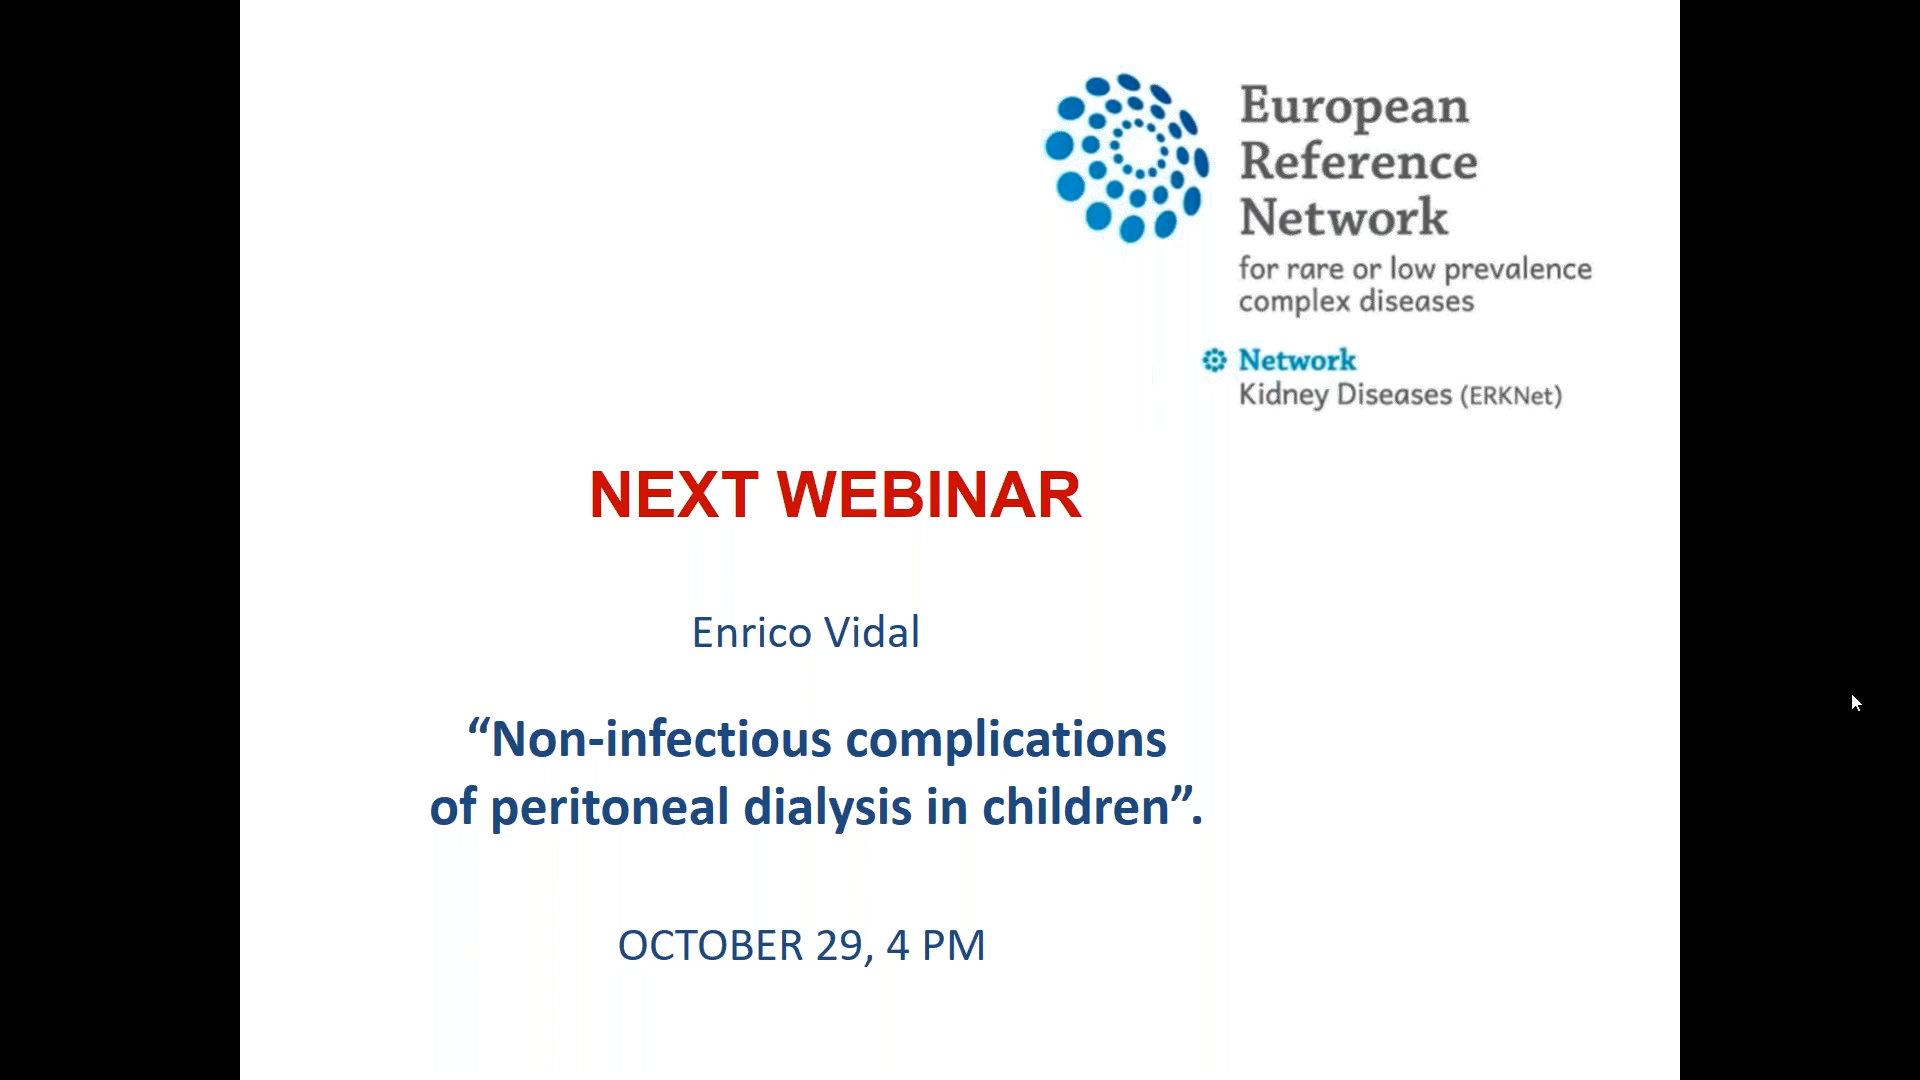 European
Reference
Network
for rare or low prevalence
complex diseases
Network
Kidney Diseases (ERKNet)
NEXT WEBINAR
Enrico Vidal
“Non-infectious complications
of peritoneal dialysis in children”.
OCTOBER 29, 4 PM